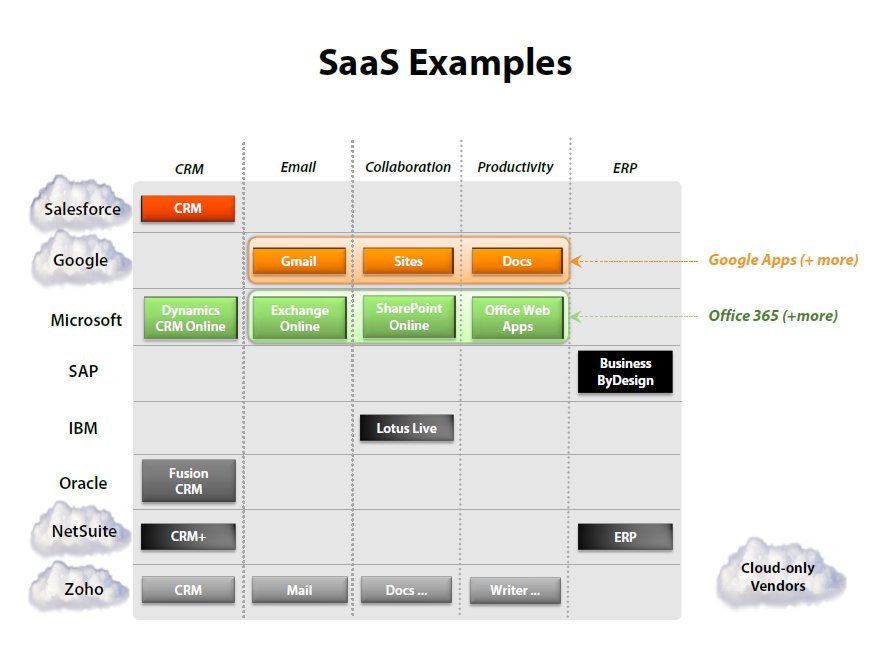 SaaS Examples
CRM Email Collaboration Productivity ERP
Salesforce CRM
Google Gmail Sites Docs Google Apps (+ more)
Microsoft Dynamics
CRM Online Exchange
Online SharePoint
Online Office Web
Apps Office 365 (+more)
SAP Business
ByDesign
IBM Lotus Live
Oracle Fusion
CRM
NetSuite CRM+ ERP
Zoho CRM Mail Docs ... Writer ...
Cloud-only
Vendors